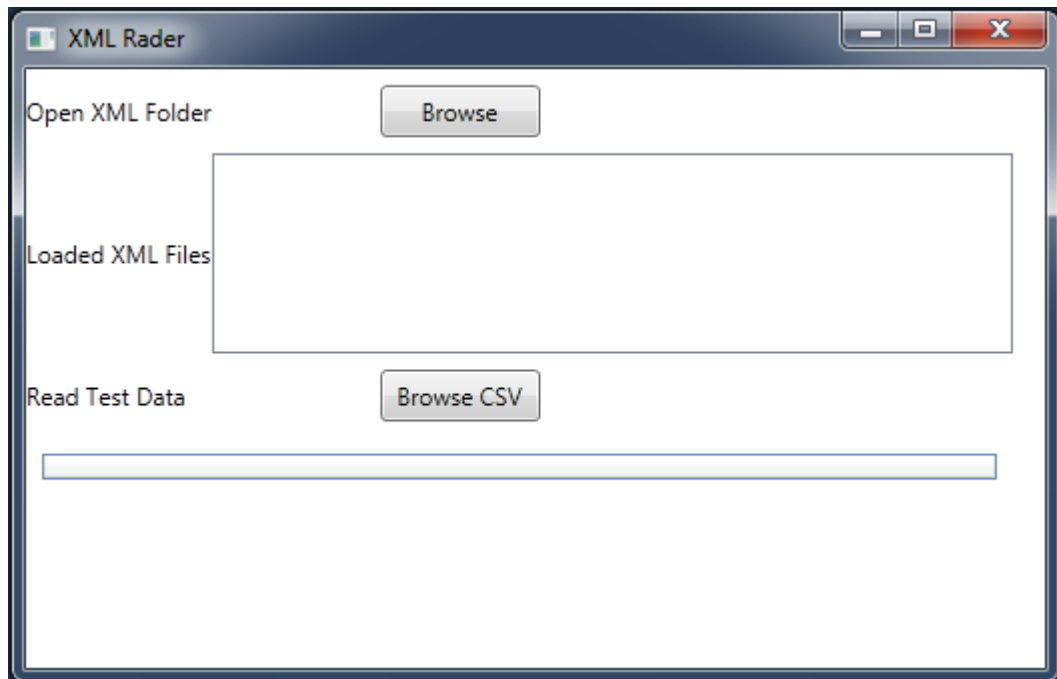 XML Rader
Open XML Folder Browse
Loaded XML Files
Read Test Data Browse CSV